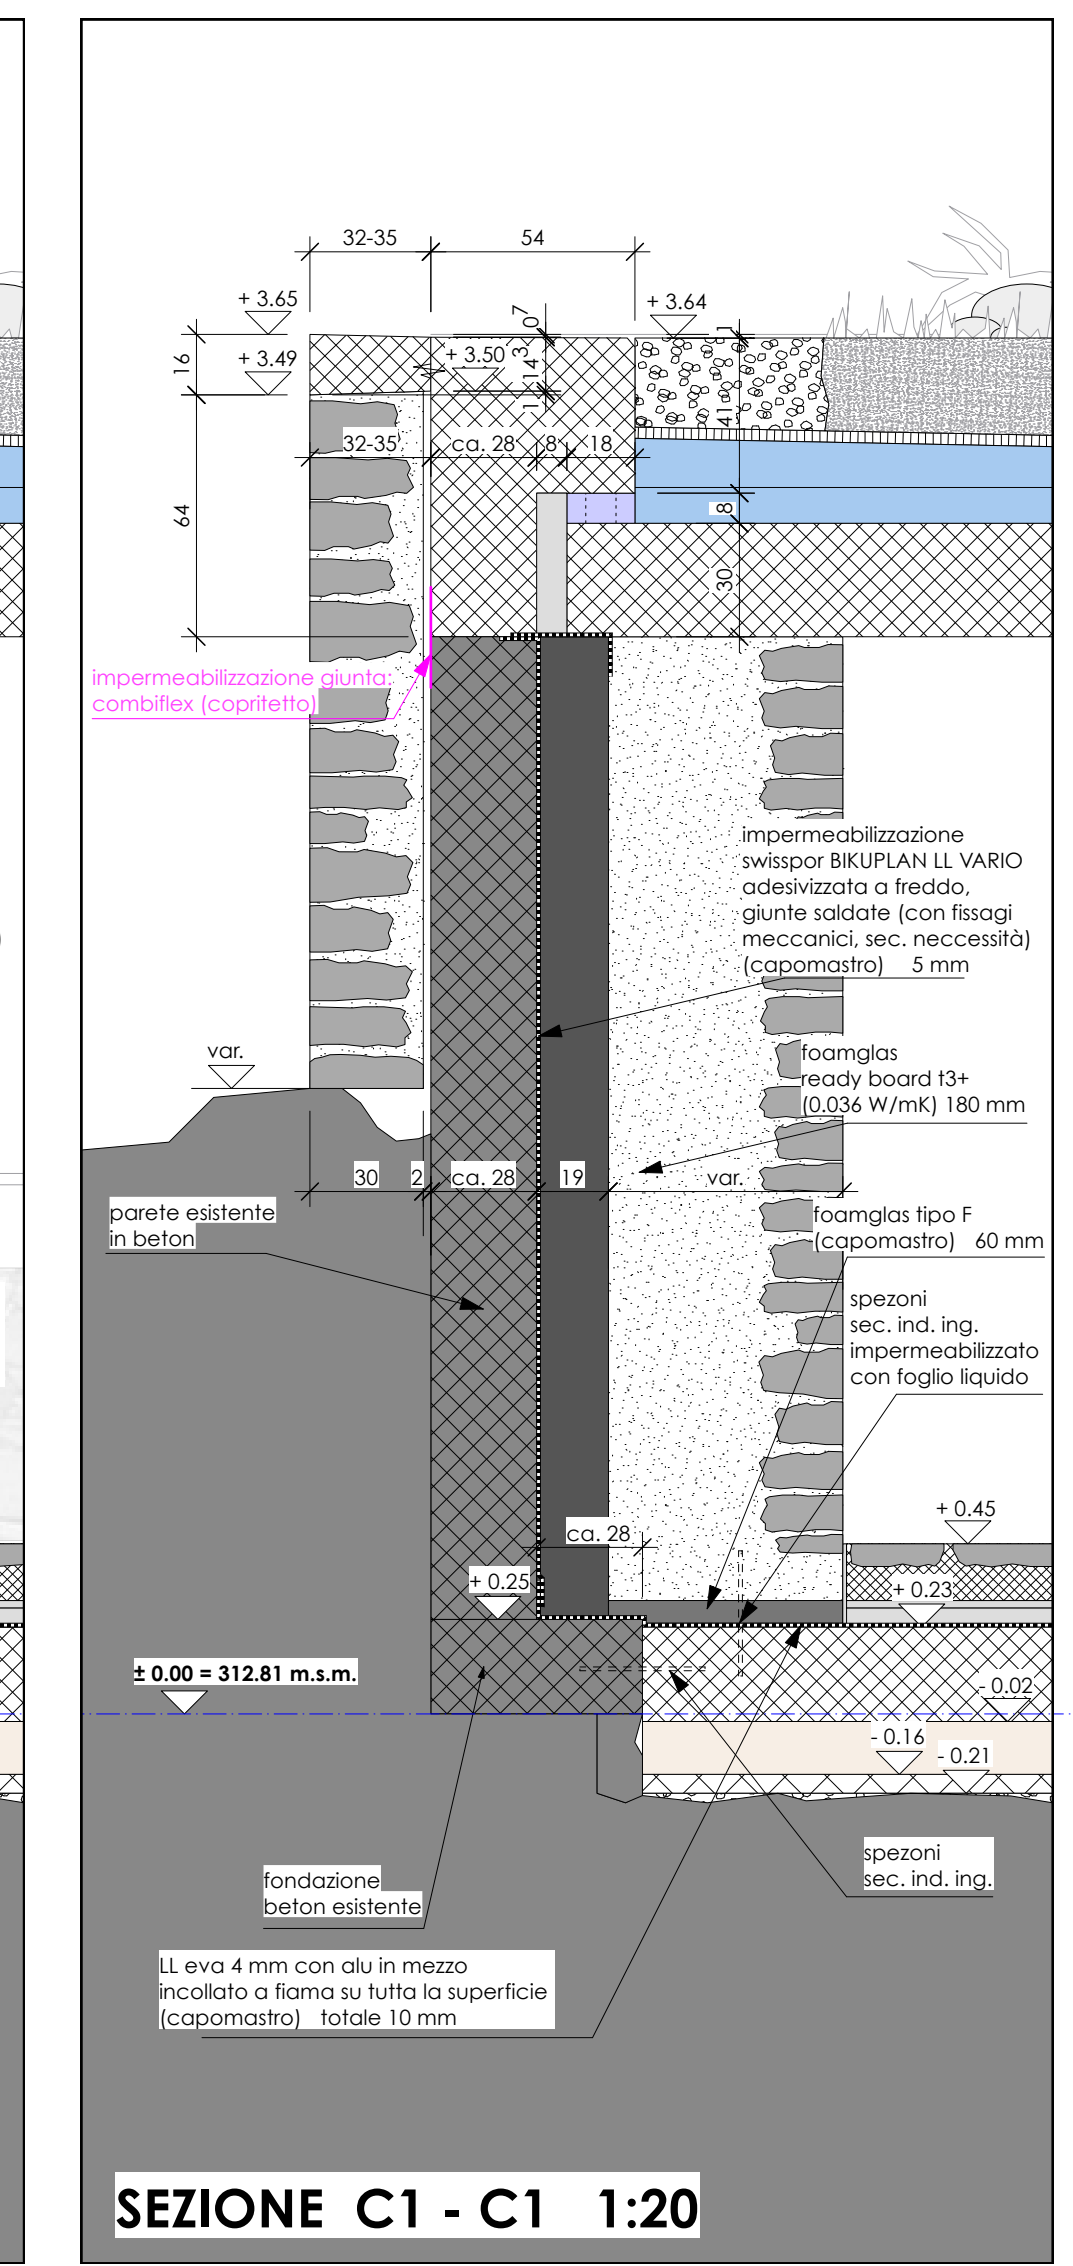 32-35
54
+ 3.65
+ 3.64
0⁷
1
16
+ 3.49
+ 3.50
14³
1
41
32-35
ca. 28
8
18
64
8
30
impermeabilizzazione giunta:
combiflex (copritetto)
impermeabilizzazione
swisspor BIKUPLAN LL VARIO
adesivizzata a freddo,
giunte saldate (con fissagi
meccanici, sec. neccessità)
(capomastro) 5 mm
var.
foamglas
ready board t3+
(0.036 W/mK) 180 mm
30
2
ca. 28
19
var.
parete esistente
in beton
foamglas tipo F
(capomastro) 60 mm
spezoni
sec. ind. ing.
impermeabilizzato
con foglio liquido
+ 0.45
ca. 28
+ 0.25
+ 0.23
± 0.00 = 312.81 m.s.m.
- 0.02
- 0.16
- 0.21
spezoni
sec. ind. ing.
fondazione
beton esistente
LL eva 4 mm con alu in mezzo
incollato a fiama su tutta la superficie
(capomastro) totale 10 mm
SEZIONE C1 - C1 1:20